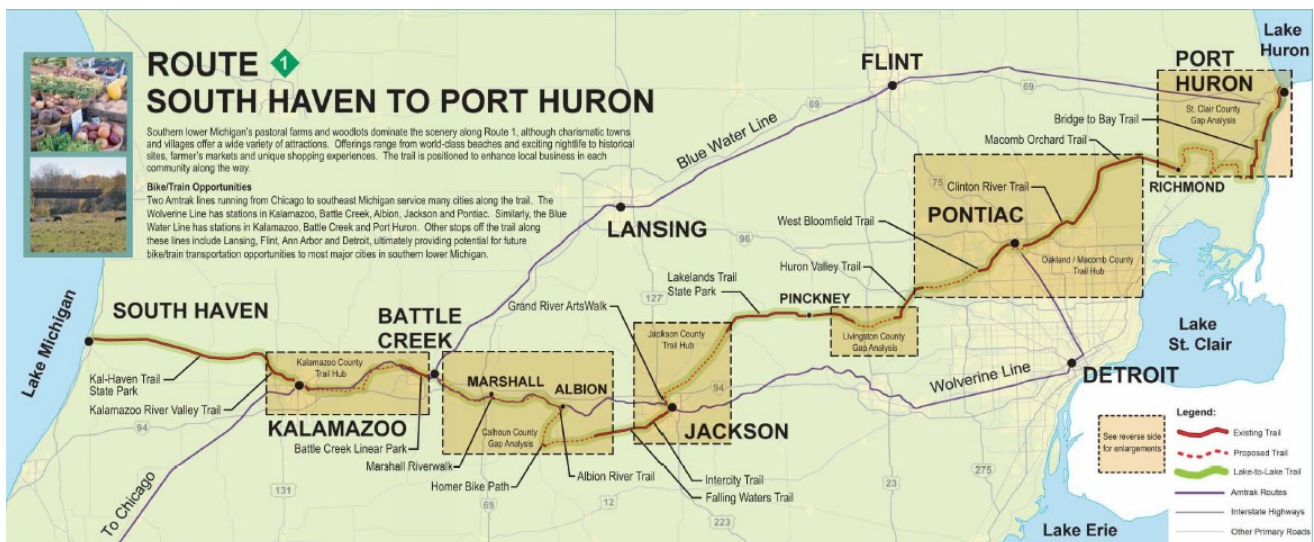 ROUTE 1
SOUTH HAVEN TO PORT HURON
Southern lower Michigan's pastoral farms and woodlots dominate the scenery along Route 1, although charismatic towns
and villages offer a wide variety of attractions. Offerings range from world-class beaches and exciting nightlife to historical
sites, farmer's markets and unique shopping experiences. The trail is positioned to enhance local business in each
community along the way.
Bike/Train Opportunities
Two Amtrak lines running from Chicago to southeast Michigan service many cities along the trail. The
Wolverine Line has stations in Kalamazoo, Battle Creek, Albion, Jackson and Pontiac. Similarly, the Blue
Water Line has stations in Kalamazoo, Battle Creek and Port Huron. Other stops off the trail along
these lines include Lansing, Flint, Ann Arbor and Detroit, ultimately providing potential for future
bike/train transportation opportunities to most major cities in southern lower Michigan.
Lake
Huron
PORT
HURON
St. Clair County
Gap Analysis
FLINT
69
69
Bridge to Bay Trail
Macomb Orchard Trail
Blue Water Line
75
Clinton River Trail
RICHMOND
PONTIAC
West Bloomfield Trail
LANSING
96
Oakland / Macomb County
Trail Hub
Huron Valley Trail
Lakelands Trail
State Park
127
PINCKNEY
Grand River ArtsWalk
Lake Michigan
SOUTH HAVEN
BATTLE
CREEK
Jackson County
Trail Hub
Livingston County
Gap Analysis
Lake
St. Clair
Kalamazoo County
Trail Hub
Kal-Haven Trail
State Park
MARSHALL
ALBION
94
Wolverine Line
DETROIT
Kalamazoo River Valley Trail
94
KALAMAZOO
Calhoun County
Gap Analysis
JACKSON
Battle Creek Linear Park
Marshall Riverwalk
Homer Bike Path
Albion River Trail
Intercity Trail
Falling Waters Trail
To Chicago
131
69
12
223
23
275
Lake Erie
See reverse side
for enlargements
Legend:
Existing Trail
Proposed Trail
Lake-to-Lake Trail
Amtrak Routes
Interstate Highways
Other Primary Roads